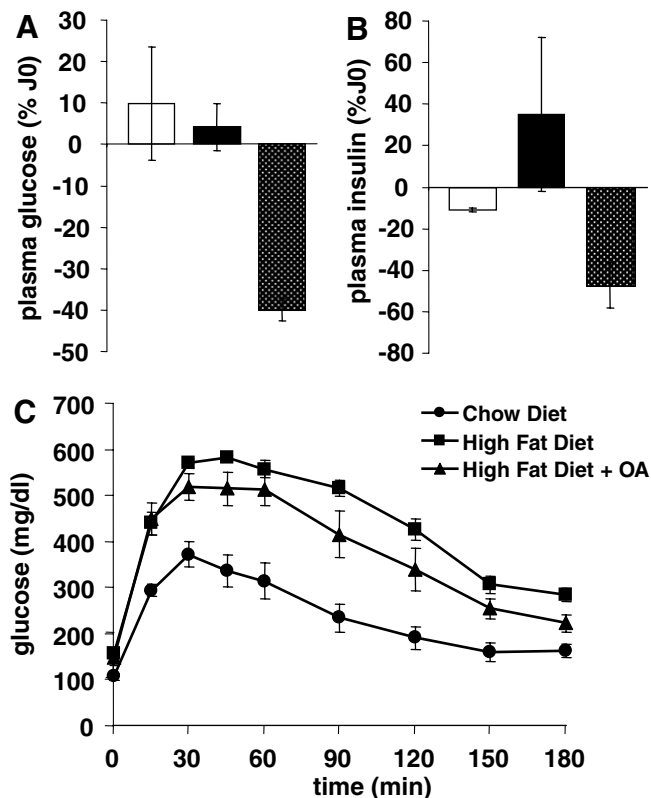 A
plasma glucose (% J0)
30
20
10
0
-10
-20
-30
-40
-50
B
plasma insulin (%J0)
80
60
40
20
0
-20
-40
-60
-80
C
glucose (mg/dl)
700
600
500
400
300
200
100
0
Chow Diet
High Fat Diet
High Fat Diet + OA
0 30 60 90 120 150 180
time (min)